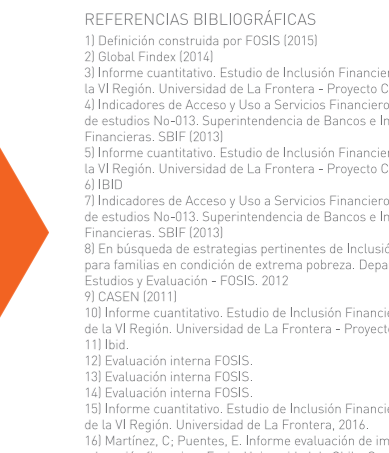 REFERENCIAS BIBLIOGRÁFICAS
1) Definición construida por FOSIS (2015)
2) Global Findex (2014)
3) Informe cuantitativo. Estudio de Inclusión Financier
la VI Región. Universidad de La Frontera - Proyecto C
4) Indicadores de Acceso y Uso a Servicios Financiero
de estudios No-013. Superintendencia de Bancos e In
Financieras. SBIF (2013)
5) Informe cuantitativo. Estudio de Inclusión Financier
la VI Región. Universidad de La Frontera - Proyecto C
6) IBID
7) Indicadores de Acceso y Uso a Servicios Financiero
de estudios No-013. Superintendencia de Bancos e In
Financieras. SBIF (2013)
8) En búsqueda de estrategias pertinentes de Inclusió
para familias en condición de extrema pobreza. Depa
Estudios y Evaluación - FOSIS. 2012
9) CASEN (2011)
10) Informe cuantitativo. Estudio de Inclusión Financie
de la VI Región. Universidad de La Frontera - Proyecto
11) Ibid.
12) Evaluación interna FOSIS.
13) Evaluación interna FOSIS.
14) Evaluación interna FOSIS.
15) Informe cuantitativo. Estudio de Inclusión Financie
de la VI Región. Universidad de La Frontera, 2016.
16) Martínez, C; Puentes, E. Informe evaluación de im